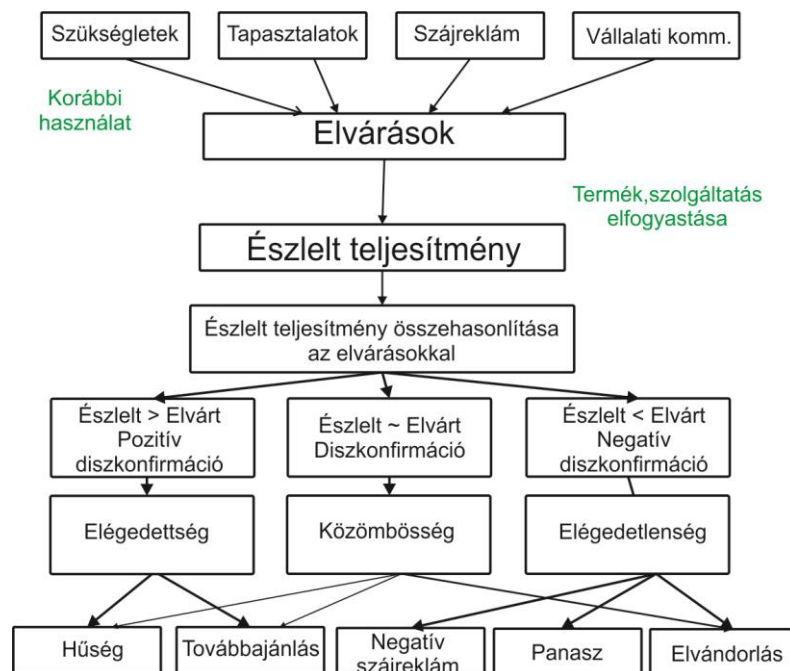 Szükségletek
Tapasztalatok
Szájreklám
Vállalati komm.
Korábbi
használat
Elvárások
Termék,szolgáltatás
elfogyastása
Észlelt teljesítmény
Észlelt teljesítmény összehasonlítása
az elvárásokkal
Észlelt > Elvárt
Pozitív
diszkonfirmáció
Észlelt ~ Elvárt
Diszkonfirmáció
Észlelt < Elvárt
Negatív
diszkonfirmáció
Elégedettség
Közömbösség
Elégedetlenség
Hűség
Továbbajánlás
Negatív
szájreklám
Panasz
Elvándorlás